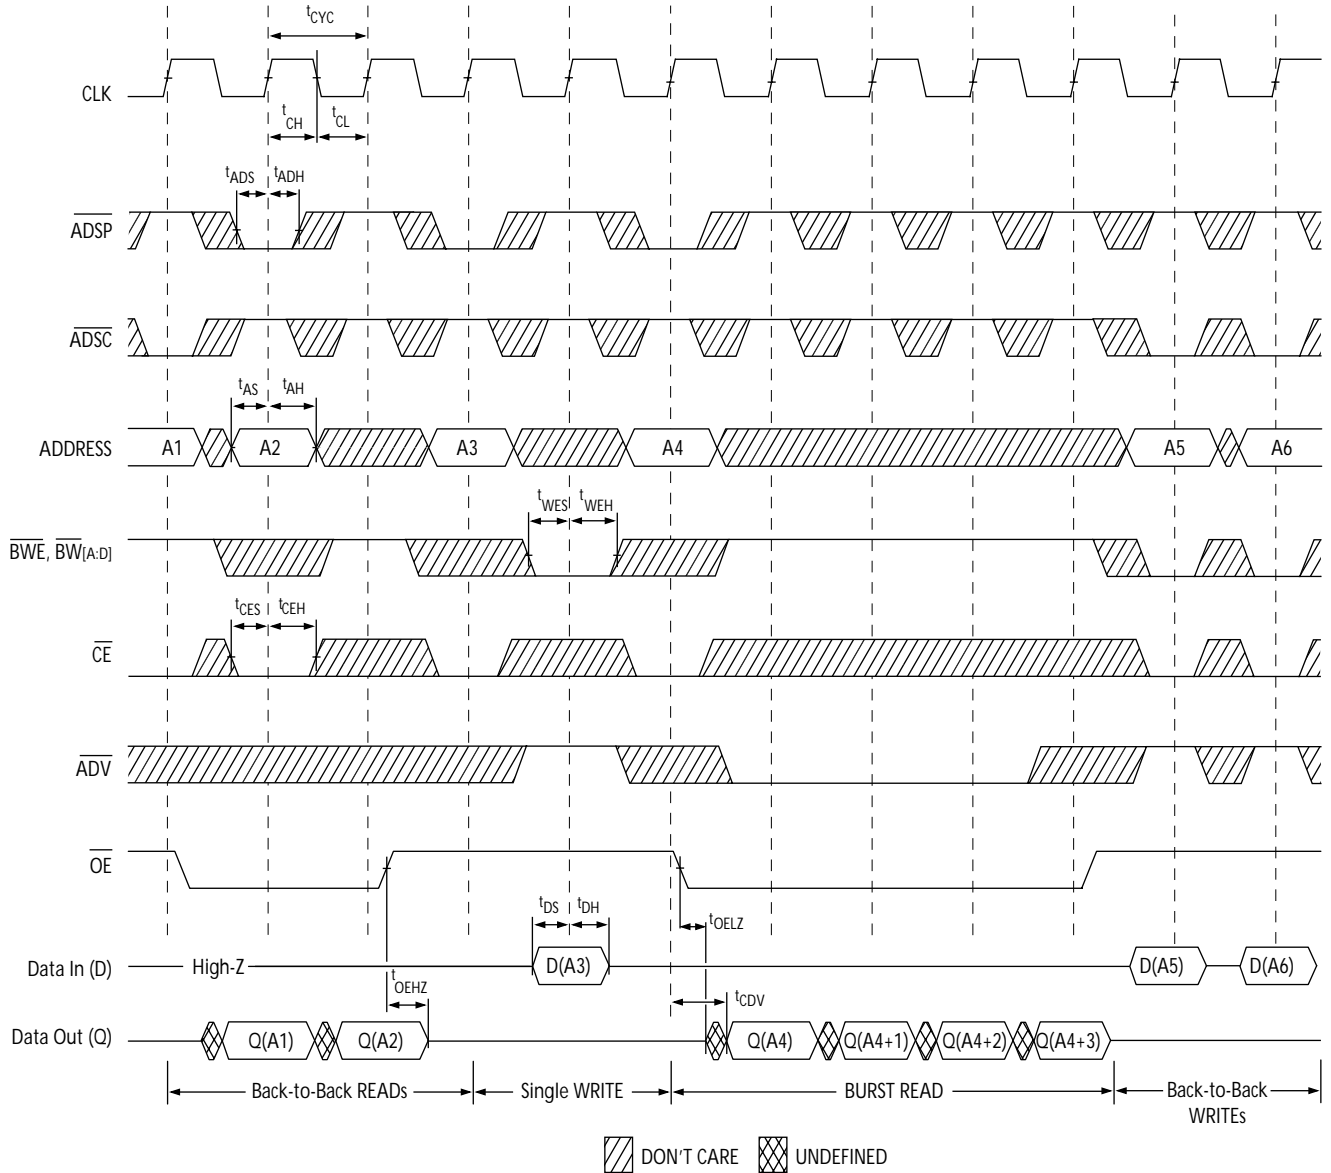 tCYC
CLK
tCH tCL
tADS tADH
ADSP
ADSC
tAS tAH
ADDRESS A1 A2 A3 A4 A5 A6
tWES tWEH
BWE, BW[A:D]
tCES tCEH
CE
ADV
OE
tDS tDH tOELZ
Data In (D) High-Z D(A3) D(A5) D(A6)
tOEHZ tCDV
Data Out (Q) Q(A1) Q(A2) Q(A4) Q(A4+1) Q(A4+2) Q(A4+3)
Back-to-Back READs Single WRITE BURST READ Back-to-Back
WRITEs
DON'T CARE UNDEFINED